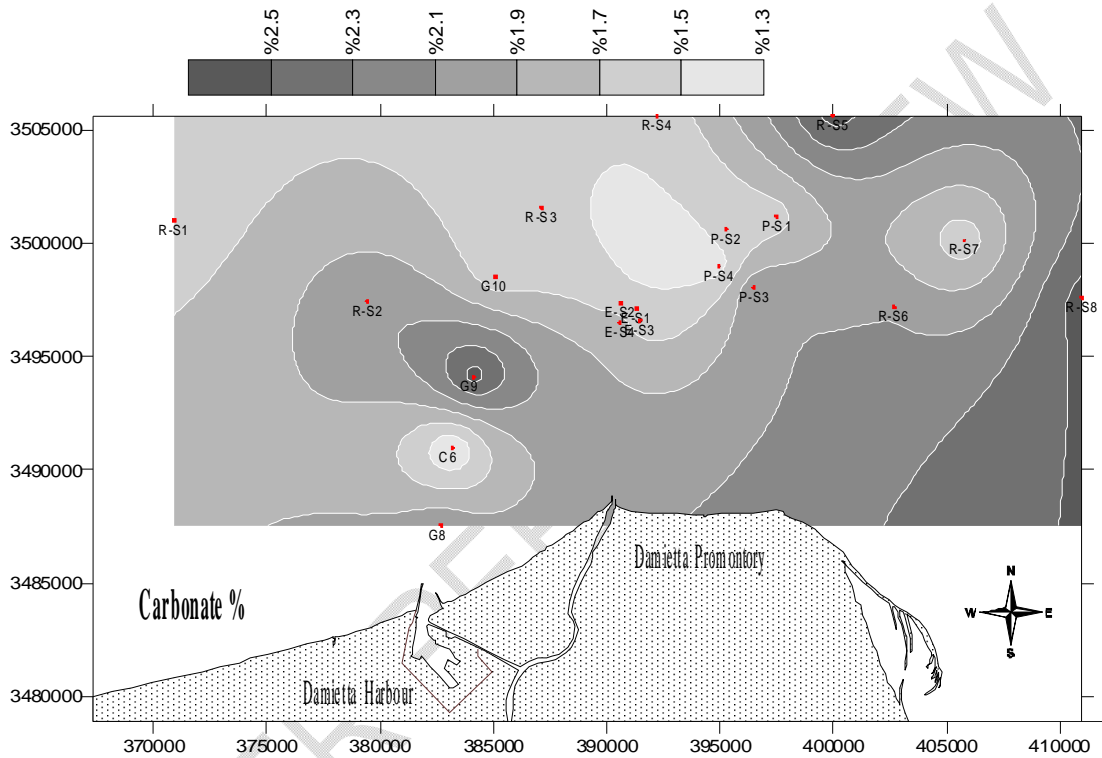 %2.5 %2.3 %2.1 %1.9 %1.7 %1.5 %1.3
3505000
R-S4
R-S5
R-S1
R-S3
P-S1
P-S2
R-S7
3500000
P-S4
G10
P-S3
R-S2
E-S2
E-S1
R-S6
R-S8
E-S4
E-S3
3495000
G9
C6
3490000
G8
Damietta Promontory
3485000
Carbonate %
N
W
E
S
Damietta Harbour
3480000
370000 375000 380000 385000 390000 395000 400000 405000 410000